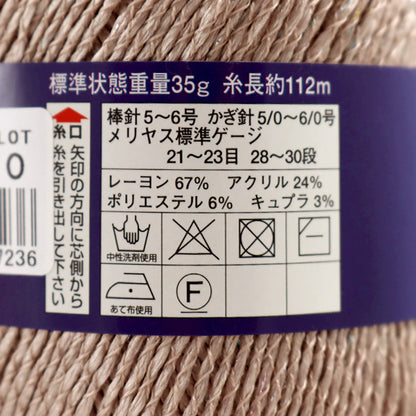 標準状態重量35g 糸長約112m
LOT
0
7236
糸口
矢印の方向に芯側から
糸を引き出して下さい
棒針5～6号 かぎ針5/0～6/0号
メリヤス標準ゲージ
21～23目 28～30段
レーヨン 67% アクリル 24%
ポリエステル 6% キュプラ 3%
中性洗剤使用
あて布使用
F